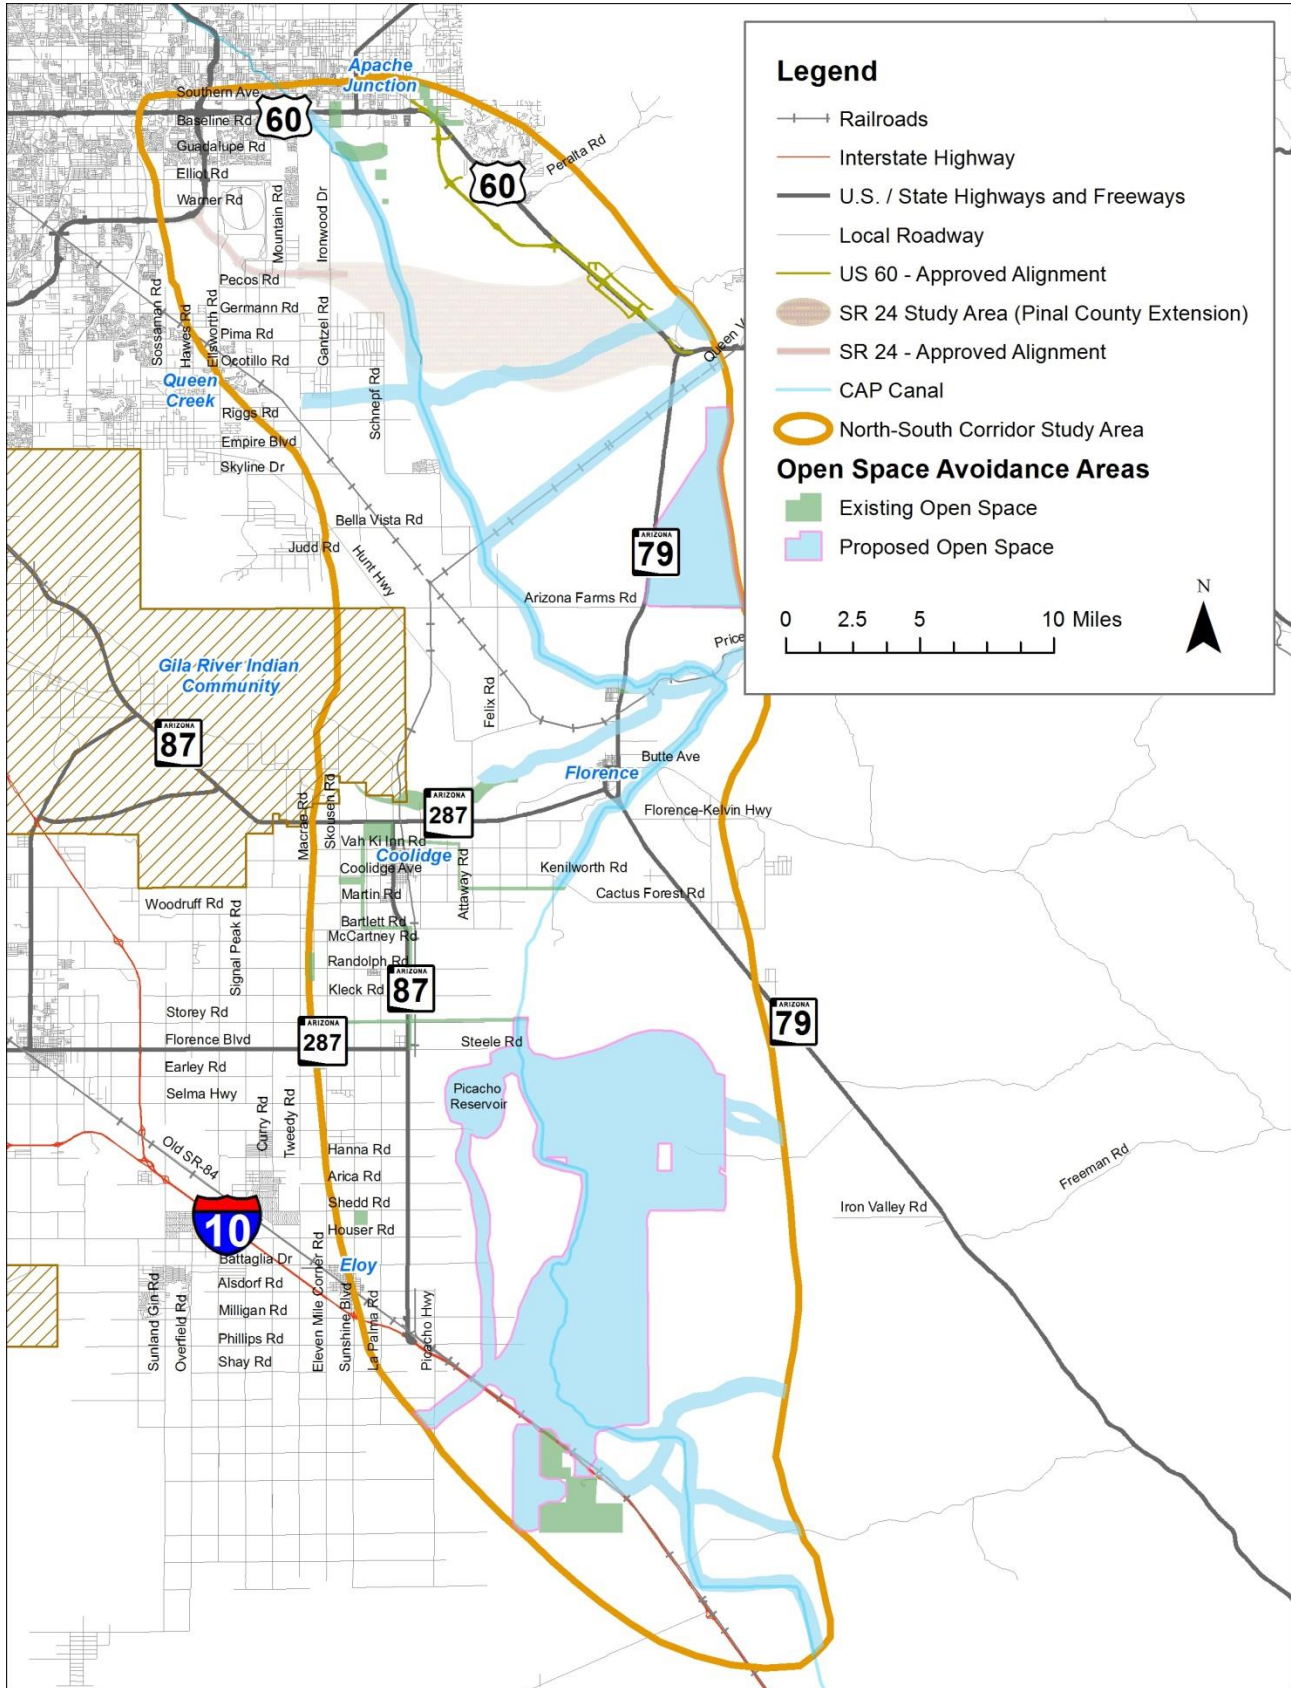 Legend
Railroads
Interstate Highway
U.S. / State Highways and Freeways
Local Roadway
US 60 - Approved Alignment
SR 24 Study Area (Pinal County Extension)
SR 24 - Approved Alignment
CAP Canal
North-South Corridor Study Area
Open Space Avoidance Areas
Existing Open Space
Proposed Open Space
N
0 2.5 5 10 Miles
Apache
Junction
Southern Ave
60
Baseline Rd
Guadalupe Rd
Elliot Rd
Warner Rd
60
Peralta Rd
Mountain Rd
Ironwood Dr
Pecos Rd
Germann Rd
Pima Rd
Ocotillo Rd
Sossaman Rd
Hawes Rd
Ellsworth Rd
Gantzel Rd
Schnepf Rd
Queen V
Queen
Creek
Riggs Rd
Empire Blvd
Skyline Dr
Bella Vista Rd
Judd Rd
Hunt Hwy
ARIZONA
79
Arizona Farms Rd
Price
Gila River Indian
Community
Felix Rd
ARIZONA
87
Butte Ave
Florence
Macrae Rd
Skousen Rd
ARIZONA
287
Florence-Kelvin Hwy
Vah Ki Inn Rd
Coolidge
Coolidge Ave
Attaway Rd
Kenilworth Rd
Cactus Forest Rd
Martin Rd
Woodruff Rd
Signal Peak Rd
Bartlett Rd
McCartney Rd
Randolph Rd
Kleck Rd
ARIZONA
87
Storey Rd
Florence Blvd
ARIZONA
287
Steele Rd
ARIZONA
79
Earley Rd
Selma Hwy
Picacho
Reservoir
Curry Rd
Tweedy Rd
Old SR-84
Hanna Rd
Arica Rd
Shedd Rd
Houser Rd
Freeman Rd
Iron Valley Rd
10
Battaglia Dr
Eloy
Alsdorf Rd
Milligan Rd
Phillips Rd
Shay Rd
Sunland Gin Rd
Overfield Rd
Eleven Mile Corner Rd
Sunshine Blvd
La Palma Rd
Picacho Hwy